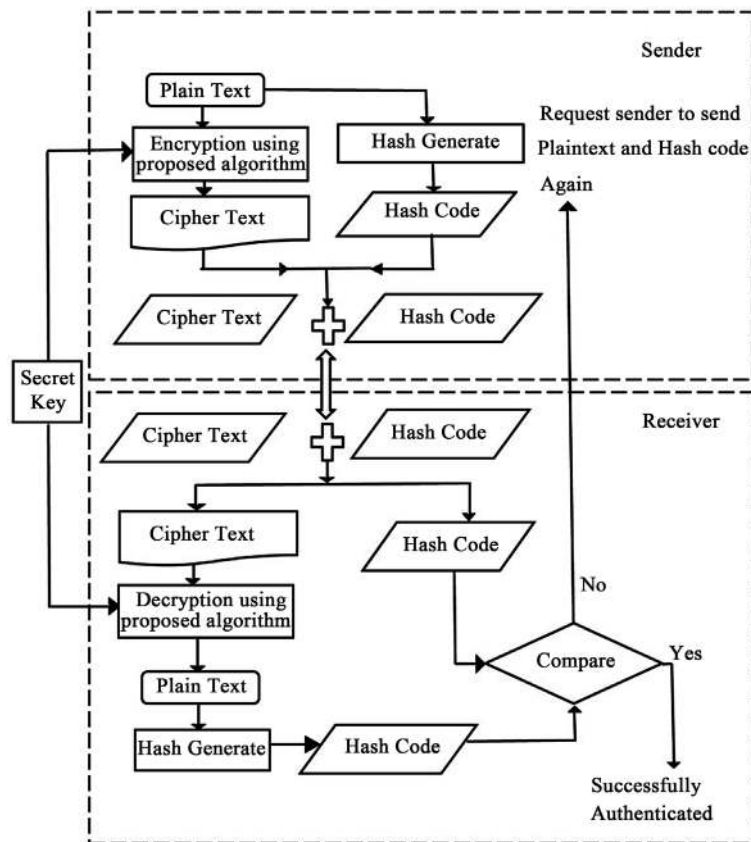 Sender
Plain Text
Request sender to send
Plaintext and Hash code
Again
Encryption using
proposed algorithm
Hash Generate
Cipher Text
Hash Code
Cipher Text
Hash Code
Secret
Key
Receiver
Cipher Text
Hash Code
Cipher Text
Hash Code
Decryption using
proposed algorithm
No
Compare
Yes
Plain Text
Hash Generate
Hash Code
Successfully
Authenticated